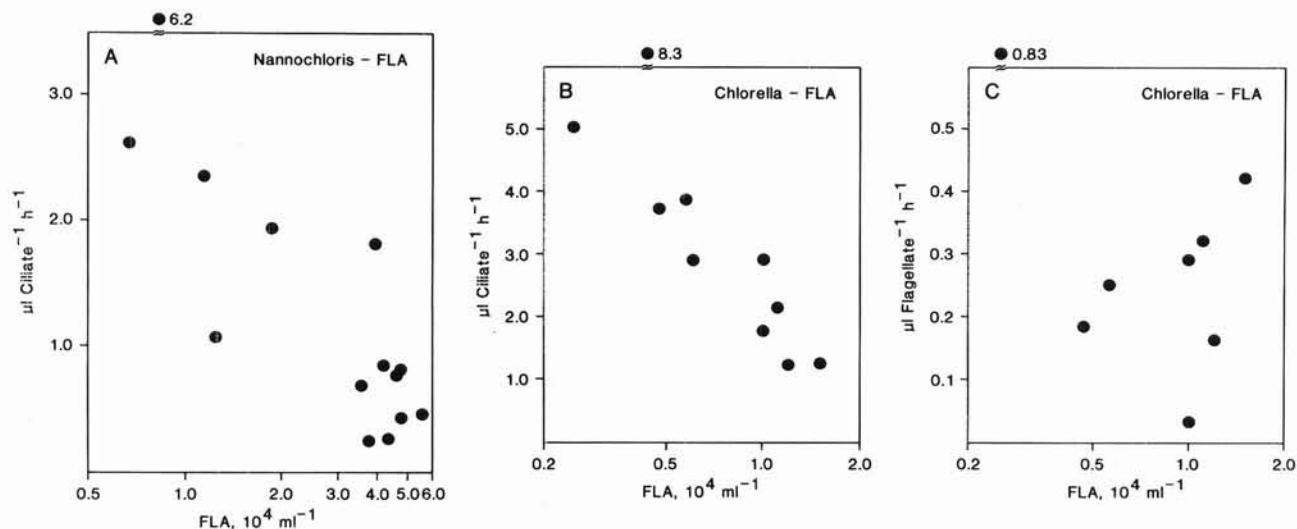 6.2
A
Nannochloris – FLA
3.0
2.0
1.0
µl Ciliate⁻¹ h⁻¹
0.5 1.0 2.0 3.0 4.0 5.0 6.0
FLA, 10⁴ ml⁻¹
8.3
B
Chlorella – FLA
5.0
4.0
3.0
2.0
1.0
µl Ciliate⁻¹ h⁻¹
0.2 0.5 1.0 2.0
FLA, 10⁴ ml⁻¹
0.83
C
Chlorella – FLA
0.5
0.4
0.3
0.2
0.1
µl Flagellate⁻¹ h⁻¹
0.2 0.5 1.0 2.0
FLA, 10⁴ ml⁻¹